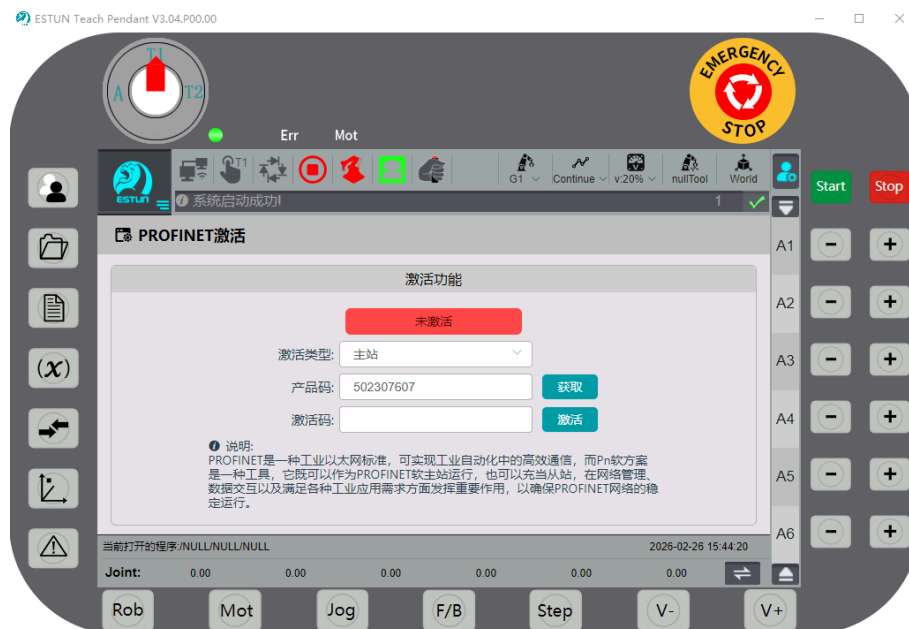 ESTUN Teach Pendant V3.04.P00.00
T1
A
T2
EMERGENCY
STOP
Err Mot
T1
G1 Continue v:20% nullTool World
ESTUN
系统启动成功! 1
Start Stop
PROFINET激活
A1
激活功能
未激活
A2
激活类型: 主站
A3
产品码: 502307607 获取
激活码: 激活
A4
说明:
PROFINET是一种工业以太网标准，可实现工业自动化中的高效通信，而Pn软方案
是一种工具，它既可以作为PROFINET软主站运行，也可以充当从站，在网络管理、
数据交互以及满足各种工业应用需求方面发挥重要作用，以确保PROFINET网络的稳
定运行。
A5
A6
(x)
当前打开的程序:/NULL/NULL/NULL 2026-02-26 15:44:20
Joint: 0.00 0.00 0.00 0.00 0.00 0.00
Rob Mot Jog F/B Step V- V+